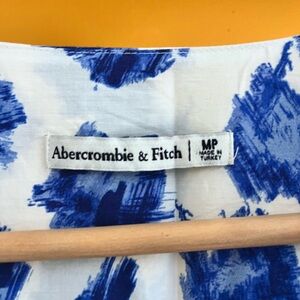 Abercrombie & Fitch
MP
MADE IN
TURKEY